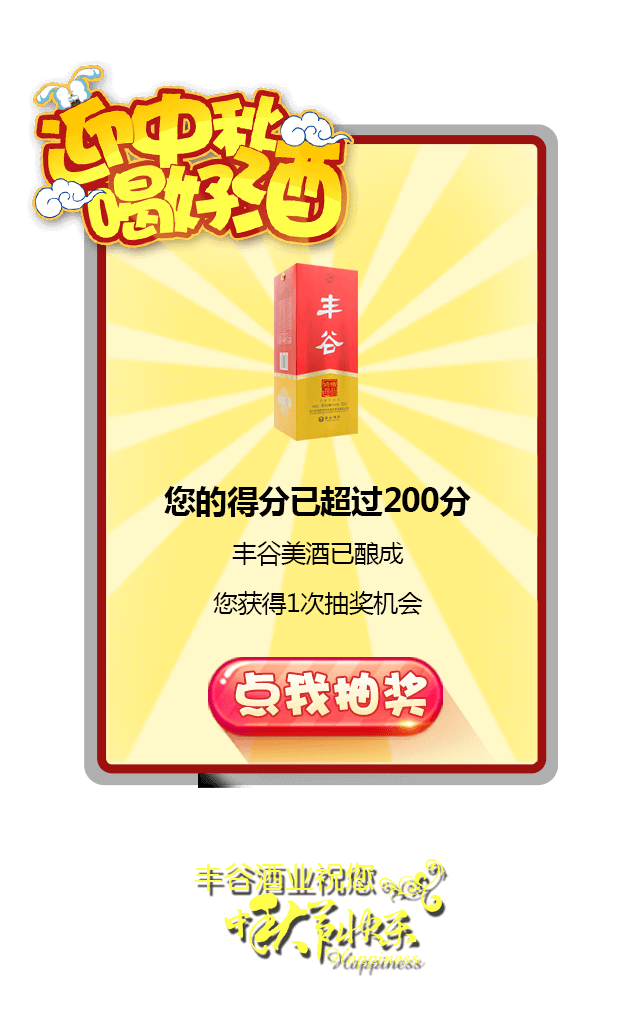 迎中秋
喝好酒
丰谷
您的得分已超过200分
丰谷美酒已酿成
您获得1次抽奖机会
点我抽奖
丰谷酒业祝您
中秋节快乐
Happiness